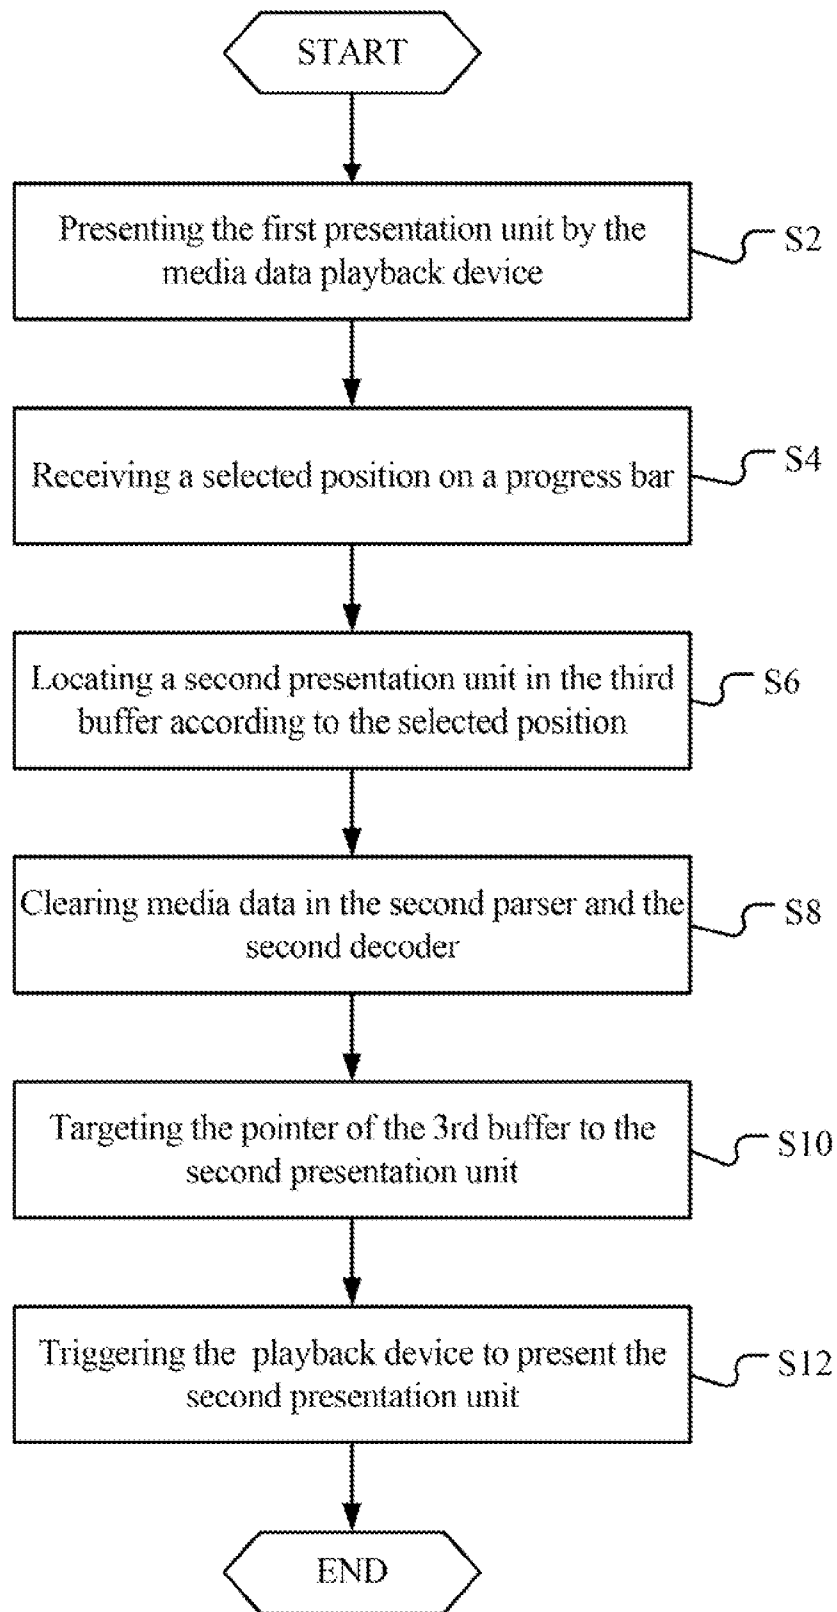 START
Presenting the first presentation unit by the
media data playback device
S2
Receiving a selected position on a progress bar
S4
Locating a second presentation unit in the third
buffer according to the selected position
S6
Clearing media data in the second parser and the
second decoder
S8
Targeting the pointer of the 3rd buffer to the
second presentation unit
S10
Triggering the playback device to present the
second presentation unit
S12
END